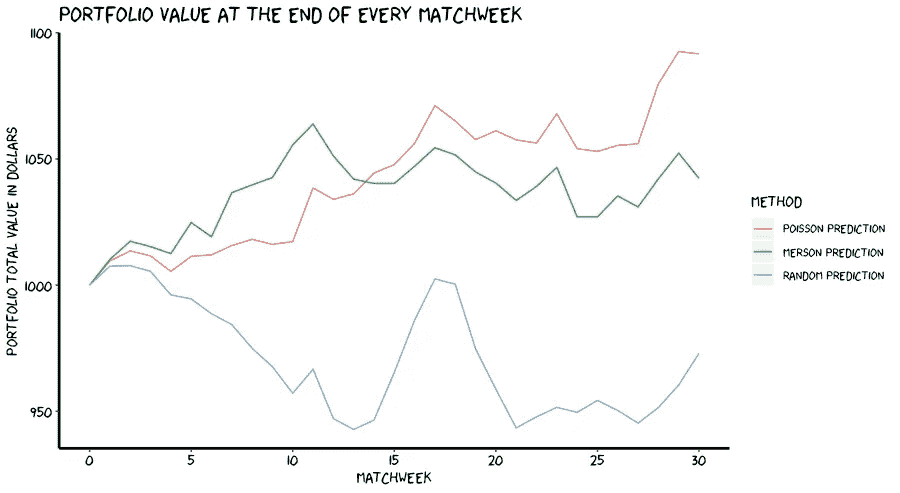 PORTFOLIO VALUE AT THE END OF EVERY MATCHWEEK
1100
1050
1000
950
PORTFOLIO TOTAL VALUE IN DOLLARS
0 5 10 15 20 25 30
MATCHWEEK
METHOD
POISSON PREDICTION
MERSON PREDICTION
RANDOM PREDICTION